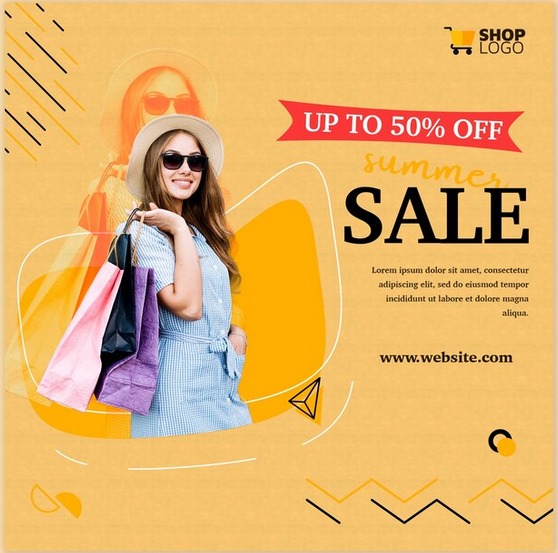 SHOP
LOGO
UP TO 50% OFF
summer
SALE
Lorem ipsum dolor sit amet, consectetur
adipiscing elit, sed do eiusmod tempor
incididunt ut labore et dolore magna
aliqua.
www.website.com